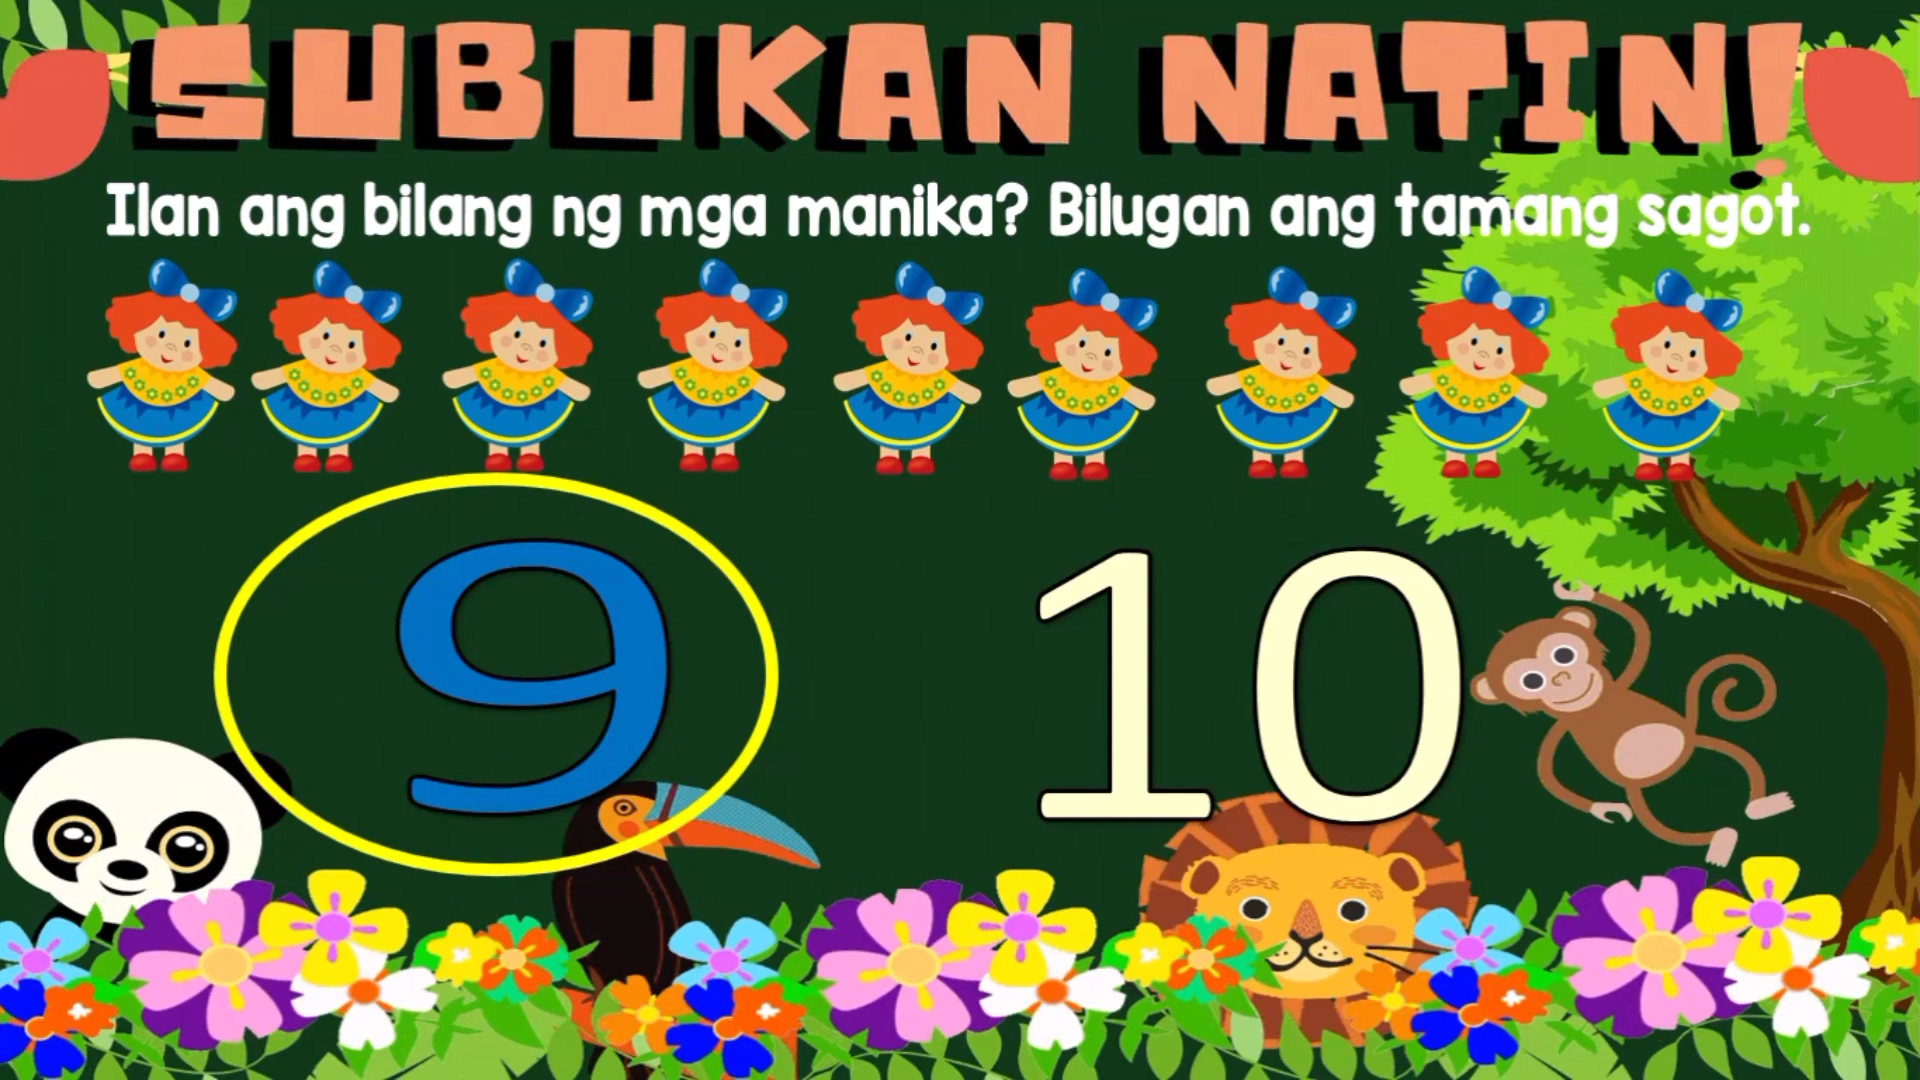 SUBUKAN NATIN!
Ilan ang bilang ng mga manika? Bilugan ang tamang sagot.
9 10